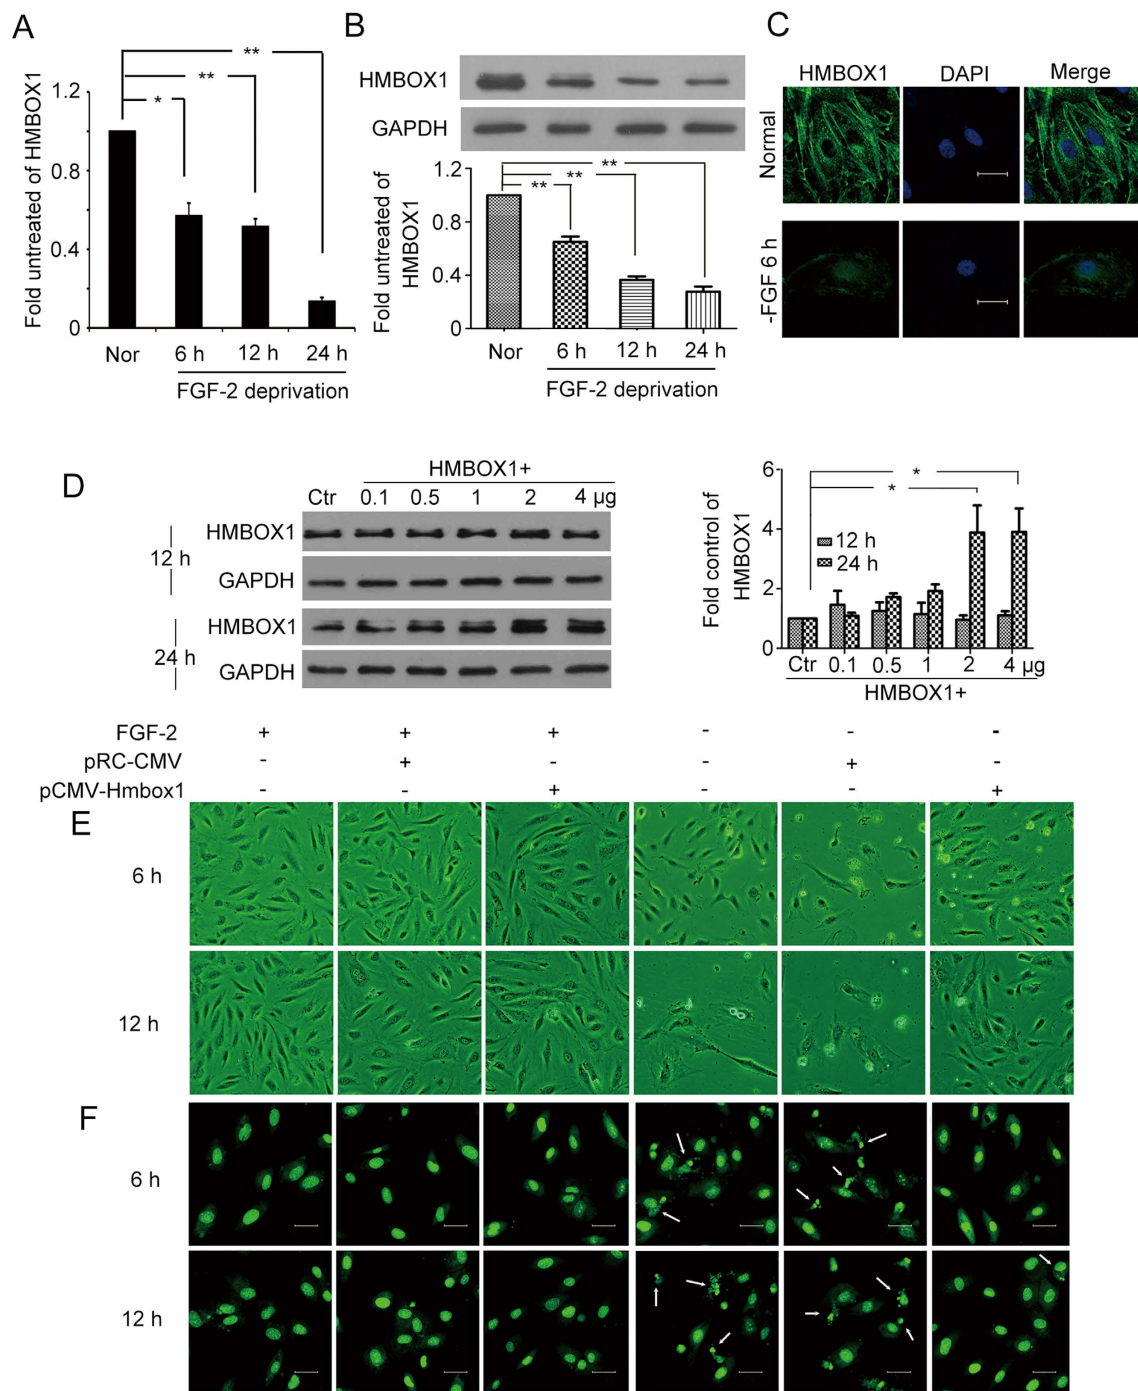 A
Fold untreated of HMBOX1
1.2
0.8
0.4
0
**
**
*
Nor 6 h 12 h 24 h
FGF-2 deprivation
B
HMBOX1
GAPDH
Fold untreated of
HMBOX1
1.2
0.8
0.4
0
**
**
**
Nor 6 h 12 h 24 h
FGF-2 deprivation
C
HMBOX1 DAPI Merge
Normal
-FGF 6 h
D
HMBOX1+
Ctr 0.1 0.5 1 2 4 µg
12 h
HMBOX1
GAPDH
24 h
HMBOX1
GAPDH
Fold control of
HMBOX1
6
4
2
0
*
*
12 h
24 h
Ctr 0.1 0.5 1 2 4 µg
HMBOX1+
FGF-2 + + + - - -
pRC-CMV - + - - + -
pCMV-Hmbox1 - - + - - +
E
6 h
12 h
F
6 h
12 h